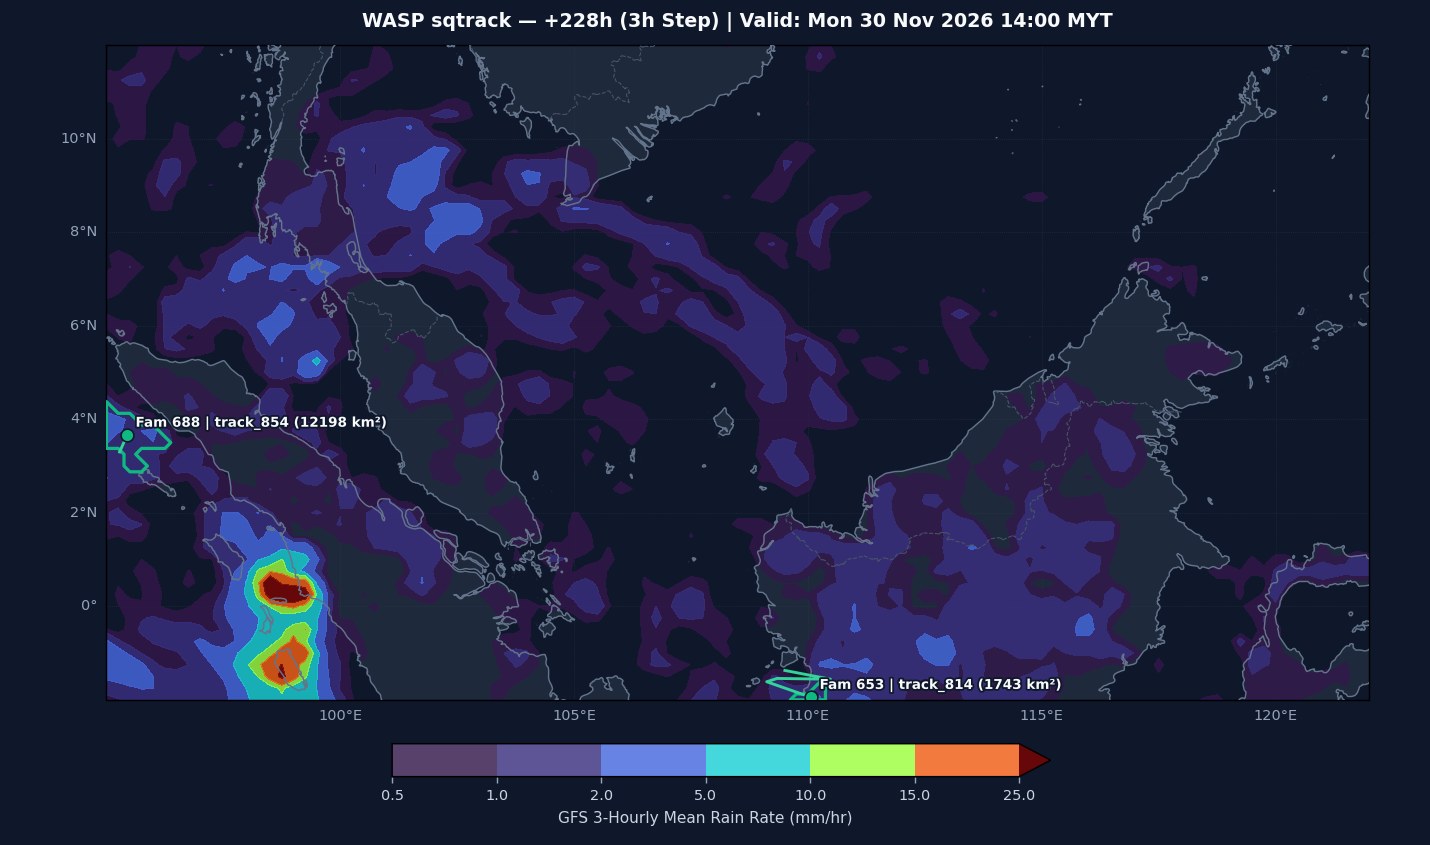 WASP sqtrack — +228h (3h Step) | Valid: Mon 30 Nov 2026 14:00 MYT
10°N
8°N
6°N
4°N
2°N
0°
Fam 688 | track_854 (12198 km²)
Fam 653 | track_814 (1743 km²)
100°E
105°E
110°E
115°E
120°E
0.5
1.0
2.0
5.0
10.0
15.0
25.0
GFS 3-Hourly Mean Rain Rate (mm/hr)